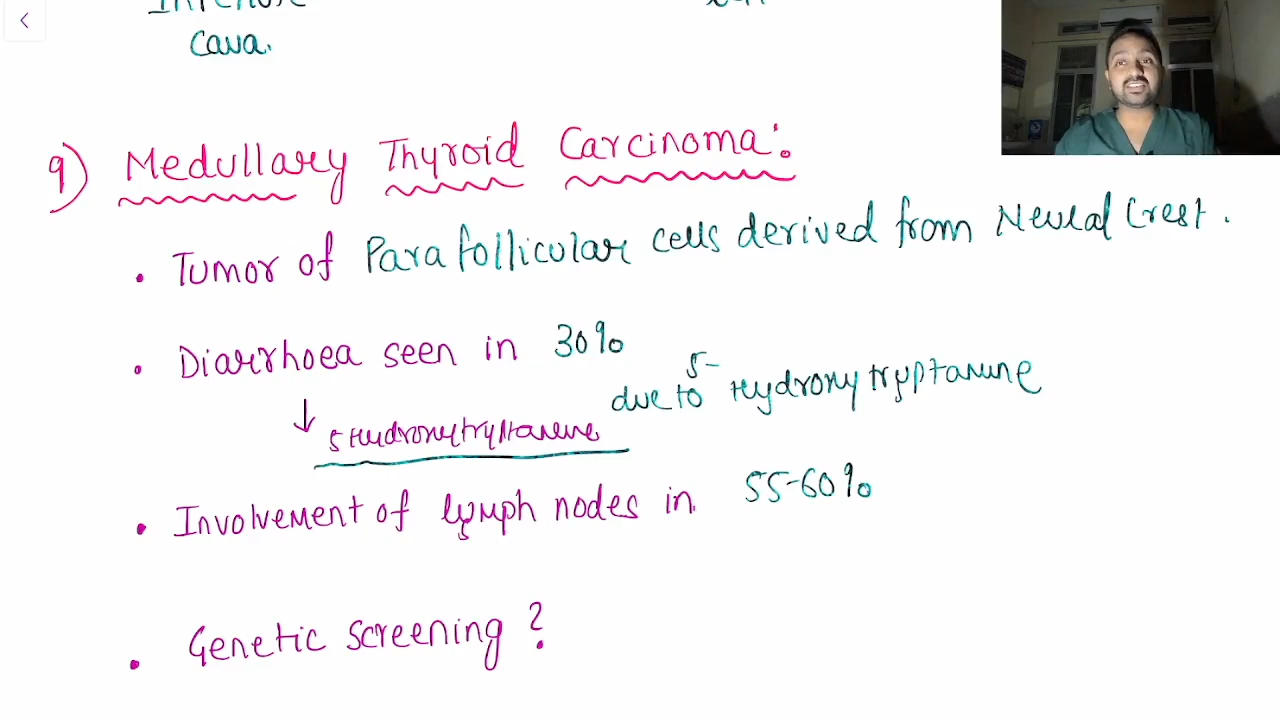 Cava.
9) Medullary Thyroid Carcinoma:
• Tumor of Parafollicular cells derived from Neural Crest.
• Diarrhoea seen in 30%
due to 5-Hydroxytryptamine
↓ 5 Hydroxytryptamine
• Involvement of lymph nodes in 55-60%
• Genetic screening ?